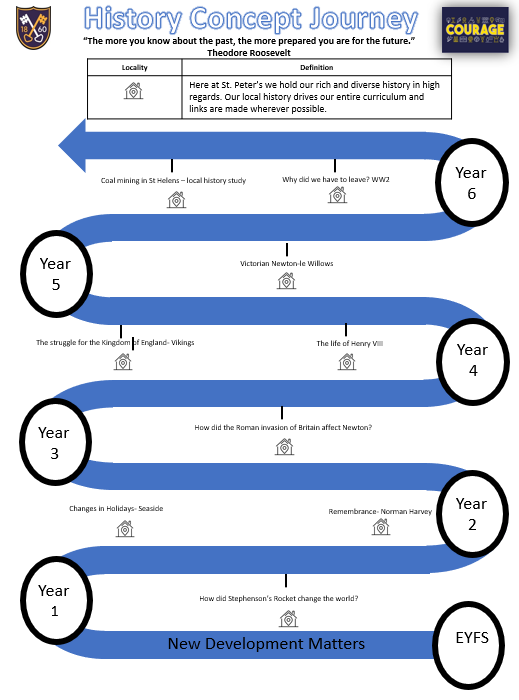 History Concept Journey
18 60
COURAGE
“The more you know about the past, the more prepared you are for the future.”
Theodore Roosevelt
Locality
Definition
Here at St. Peter's we hold our rich and diverse history in high
regards. Our local history drives our entire curriculum and
links are made wherever possible.
Year
6
Coal mining in St Helens – local history study
Why did we have to leave? WW2
Year
5
Victorian Newton-le Willows
The struggle for the Kingdom of England- Vikings
The life of Henry VIII
Year
4
Year
3
How did the Roman invasion of Britain affect Newton?
Changes in Holidays- Seaside
Remembrance- Norman Harvey
Year
2
Year
1
How did Stephenson's Rocket change the world?
New Development Matters
EYFS